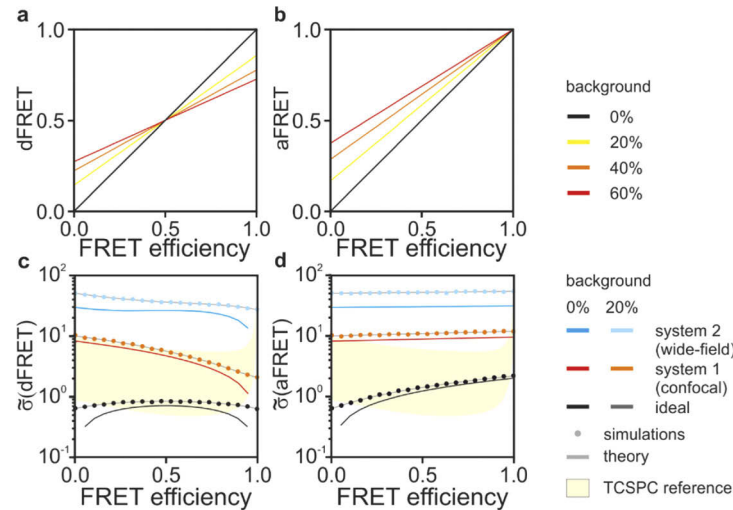 a
b
1.0
0.5
0.0
dFRET
0.0 0.5 1.0
FRET efficiency
1.0
0.5
0.0
aFRET
0.0 0.5 1.0
FRET efficiency
background
0%
20%
40%
60%
c
d
10²
10¹
10⁰
10⁻¹
σ̃(dFRET)
0.0 0.5 1.0
FRET efficiency
10²
10¹
10⁰
10⁻¹
σ̃(aFRET)
0.0 0.5 1.0
FRET efficiency
background
0% 20%
system 2
(wide-field)
system 1
(confocal)
ideal
simulations
theory
TCSPC reference